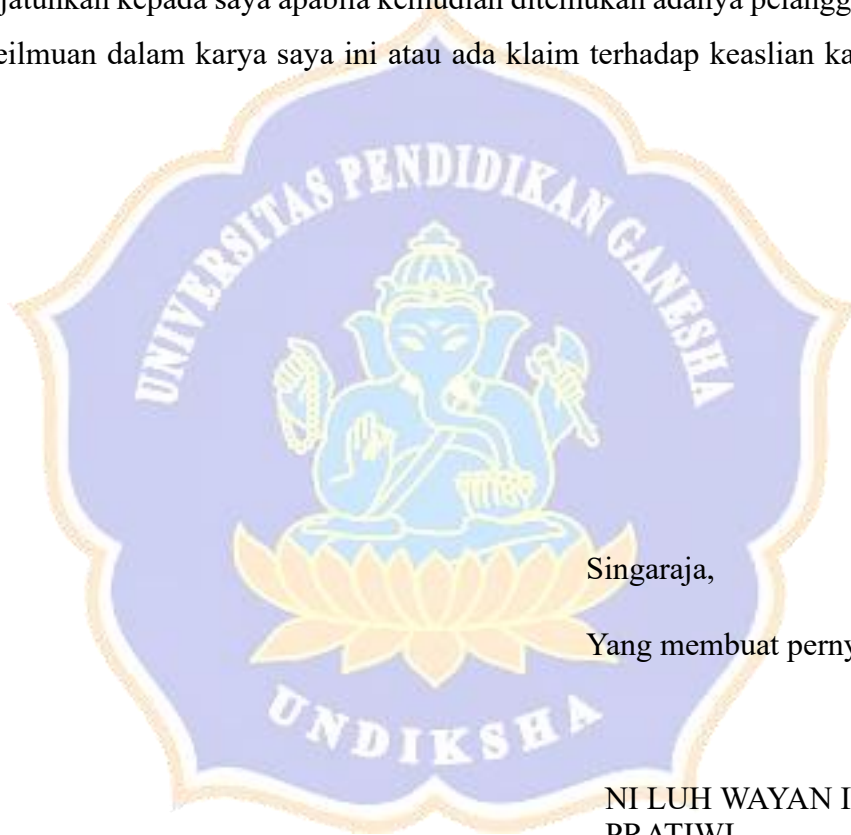 jatuhkan kepada saya apabila kemudian ditemukan adanya pelangg
eilmuan dalam karya saya ini atau ada klaim terhadap keaslian ka
UNIVERSITAS PENDIDIKAN GANESHA
Singaraja,
Yang membuat perny
UNDIKSHA
NI LUH WAYAN I
PRATIWI